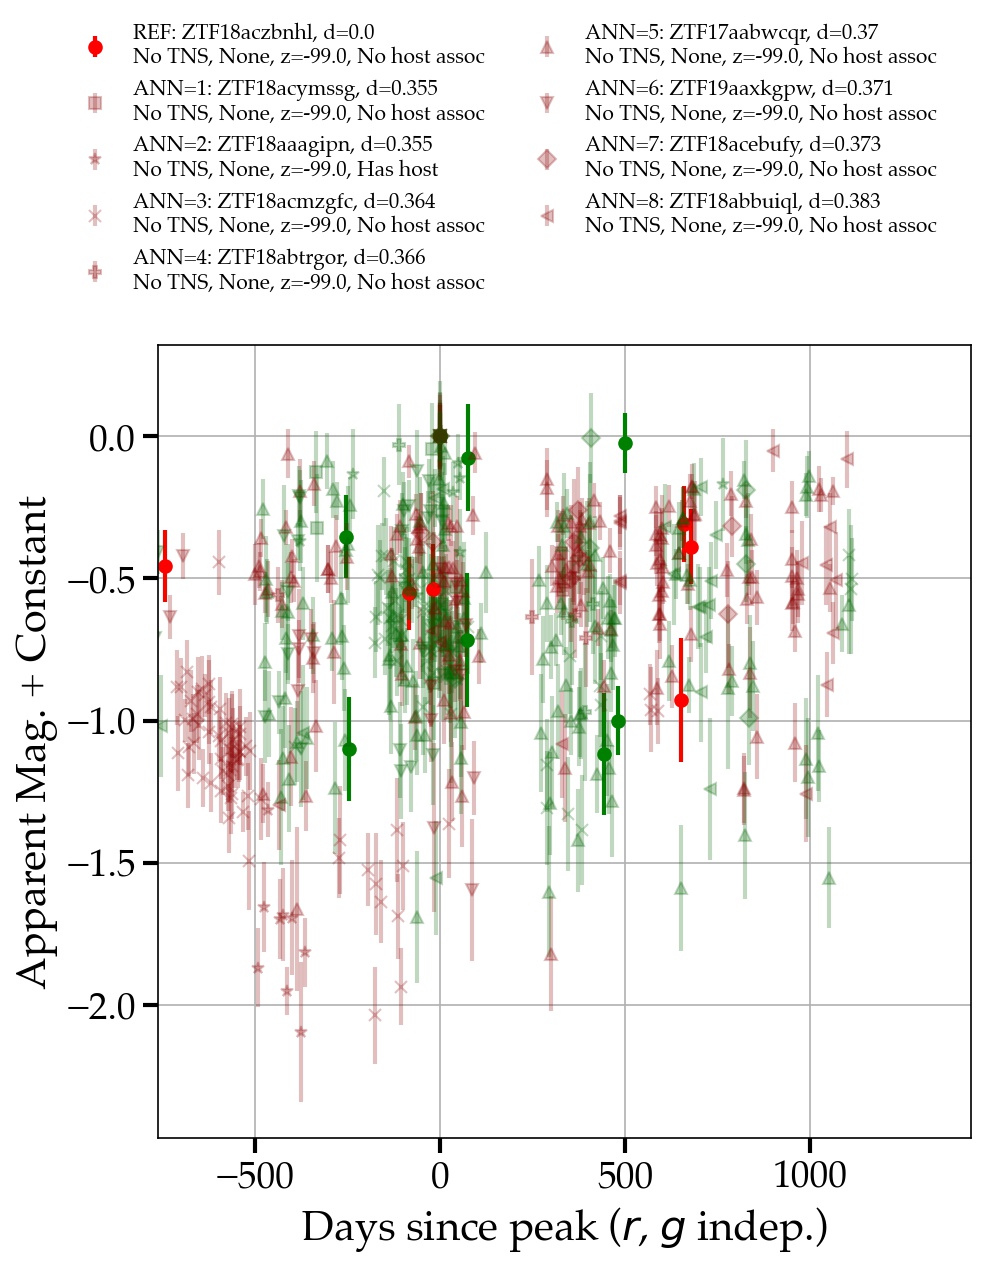 REF: ZTF18aczbnhl, d=0.0
No TNS, None, z=-99.0, No host assoc
ANN=1: ZTF18acymssg, d=0.355
No TNS, None, z=-99.0, No host assoc
ANN=2: ZTF18aaagipn, d=0.355
No TNS, None, z=-99.0, Has host
ANN=3: ZTF18acmzgfc, d=0.364
No TNS, None, z=-99.0, No host assoc
ANN=4: ZTF18abtrgor, d=0.366
No TNS, None, z=-99.0, No host assoc
ANN=5: ZTF17aabwcqr, d=0.37
No TNS, None, z=-99.0, No host assoc
ANN=6: ZTF19aaxkgpw, d=0.371
No TNS, None, z=-99.0, No host assoc
ANN=7: ZTF18acebufy, d=0.373
No TNS, None, z=-99.0, No host assoc
ANN=8: ZTF18abbuiql, d=0.383
No TNS, None, z=-99.0, No host assoc
Apparent Mag. + Constant
0.0
−0.5
−1.0
−1.5
−2.0
−500
0
500
1000
Days since peak (r, g indep.)